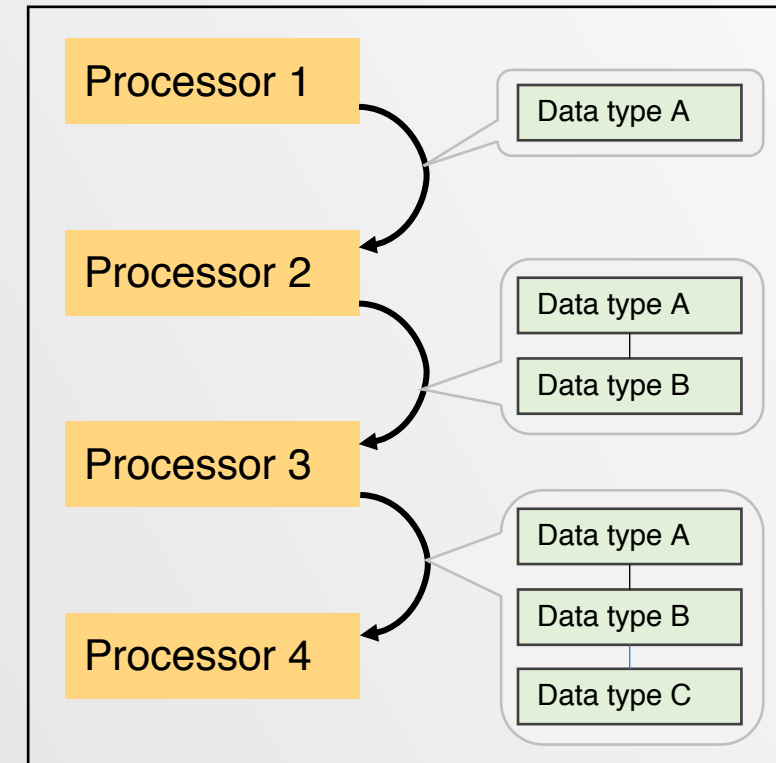 Processor 1
Data type A
Processor 2
Data type A
Data type B
Processor 3
Data type A
Data type B
Processor 4
Data type C